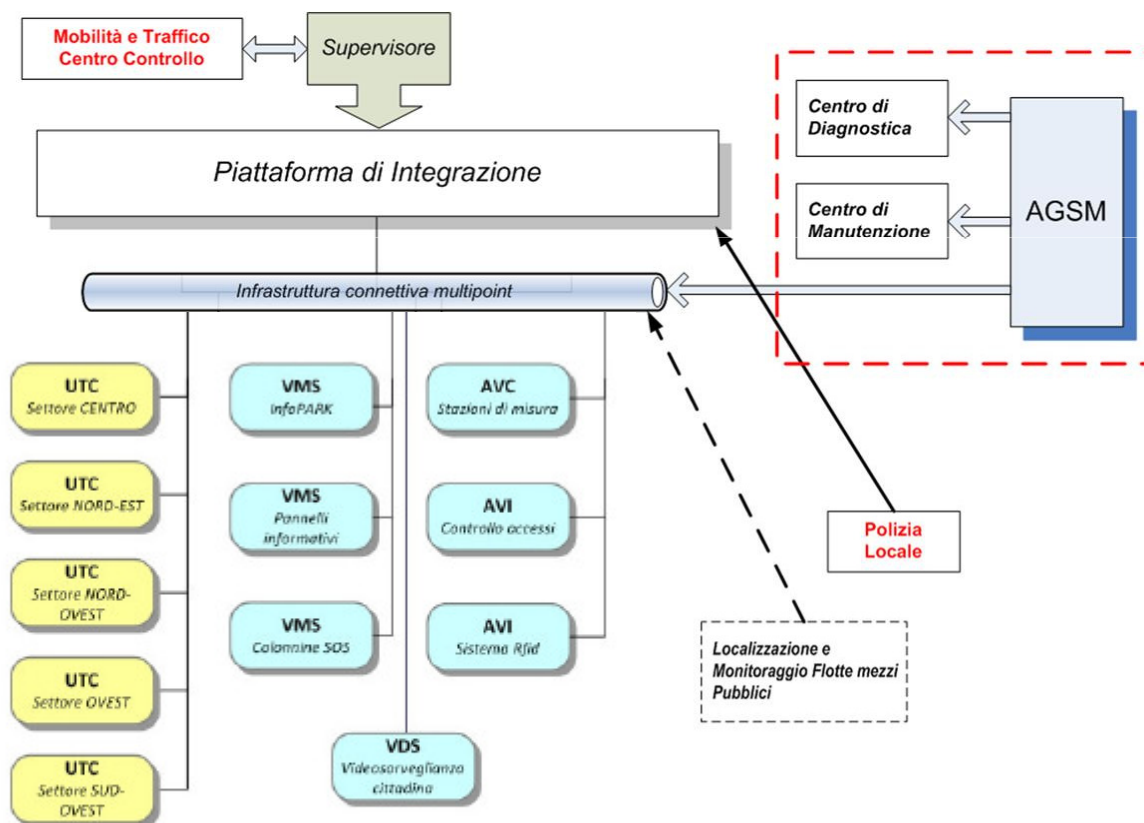 Mobilità e Traffico
Centro Controllo
Supervisore
Centro di
Diagnostica
Piattaforma di Integrazione
Centro di
Manutenzione
AGSM
Infrastruttura connettiva multipoint
UTC
Settore CENTRO
UTC
Settore NORD-EST
UTC
Settore NORD-
OVEST
UTC
Settore OVEST
UTC
Settore SUD-
OVEST
VMS
InfoPARK
VMS
Pannelli
informativi
VMS
Colonnine SOS
VDS
Videosorveglianza
cittadina
AVC
Stazioni di misura
AVI
Controllo accessi
AVI
Sistema Rfid
Polizia
Locale
Localizzazione e
Monitoraggio Flotte mezzi
Pubblici